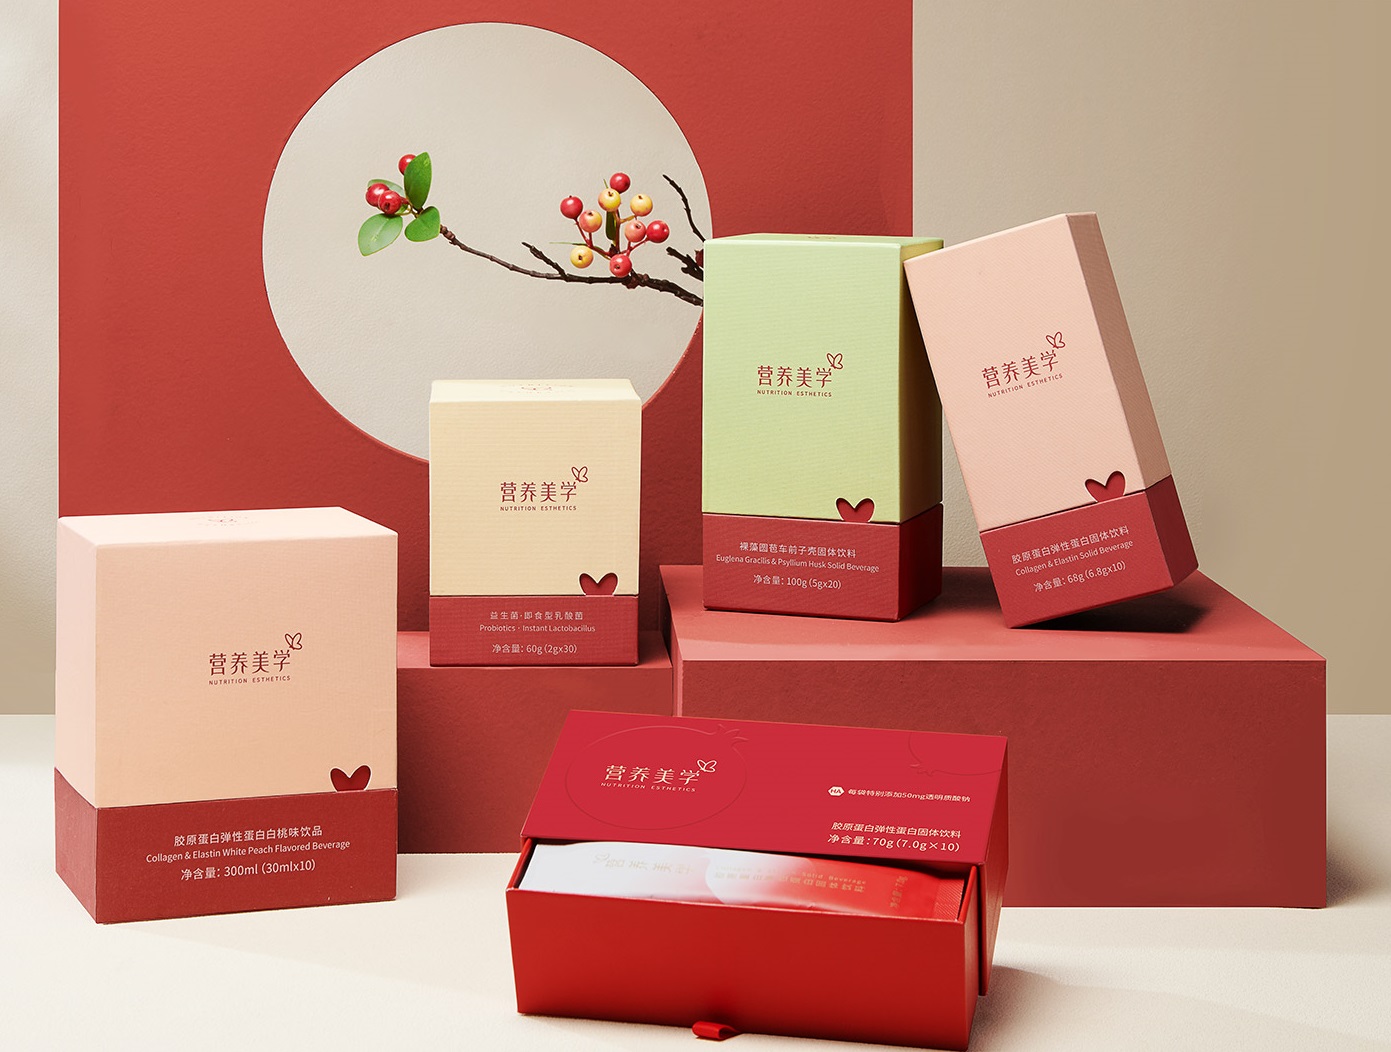 营养美学
NUTRITION ESTHETICS
裸藻圆苞车前子壳固体饮料
Euglena Gracilis & Psyllium Husk Solid Beverage
净含量：100g (5gx20)
营养美学
NUTRITION ESTHETICS
胶原蛋白弹性蛋白固体饮料
Collagen & Elastin Solid Beverage
净含量：68g (6.8gx10)
营养美学
NUTRITION ESTHETICS
益生菌·即食型乳酸菌
Probiotics · Instant Lactobacillus
净含量：60g (2gx30)
营养美学
NUTRITION ESTHETICS
胶原蛋白弹性蛋白白桃味饮品
Collagen & Elastin White Peach Flavored Beverage
净含量：300ml (30mlx10)
营养美学
NUTRITION ESTHETICS
HA 每袋特别添加50mg透明质酸钠
胶原蛋白弹性蛋白固体饮料
净含量：70g (7.0g×10)
营养美学